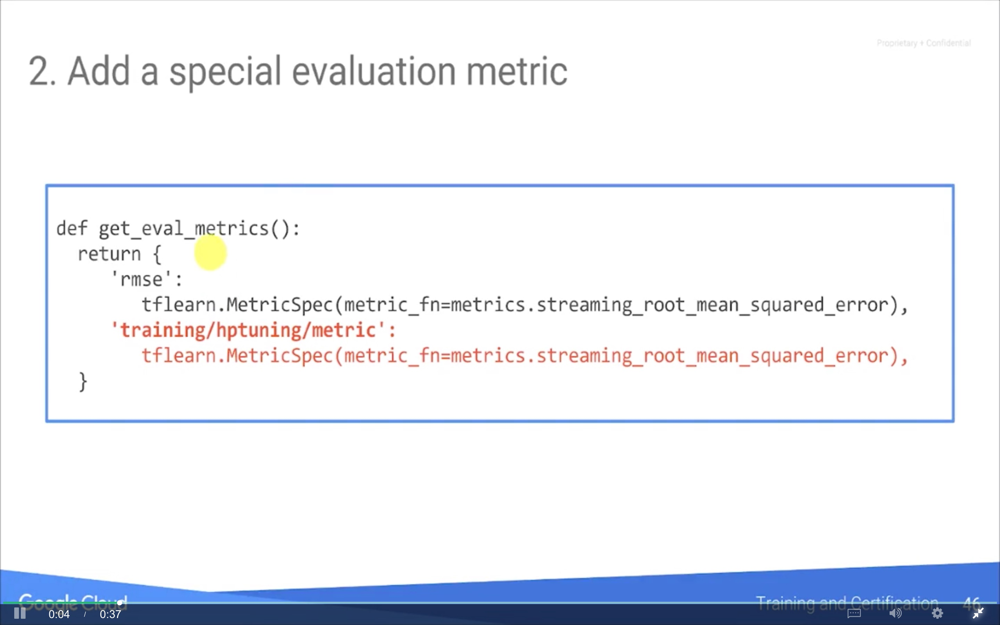 Proprietary + Confidential
2. Add a special evaluation metric
def get_eval_metrics():
return {
'rmse':
tflearn.MetricSpec(metric_fn=metrics.streaming_root_mean_squared_error),
'training/hptuning/metric':
tflearn.MetricSpec(metric_fn=metrics.streaming_root_mean_squared_error),
}
Google Cloud
Training and Certification 46
0:04 / 0:37